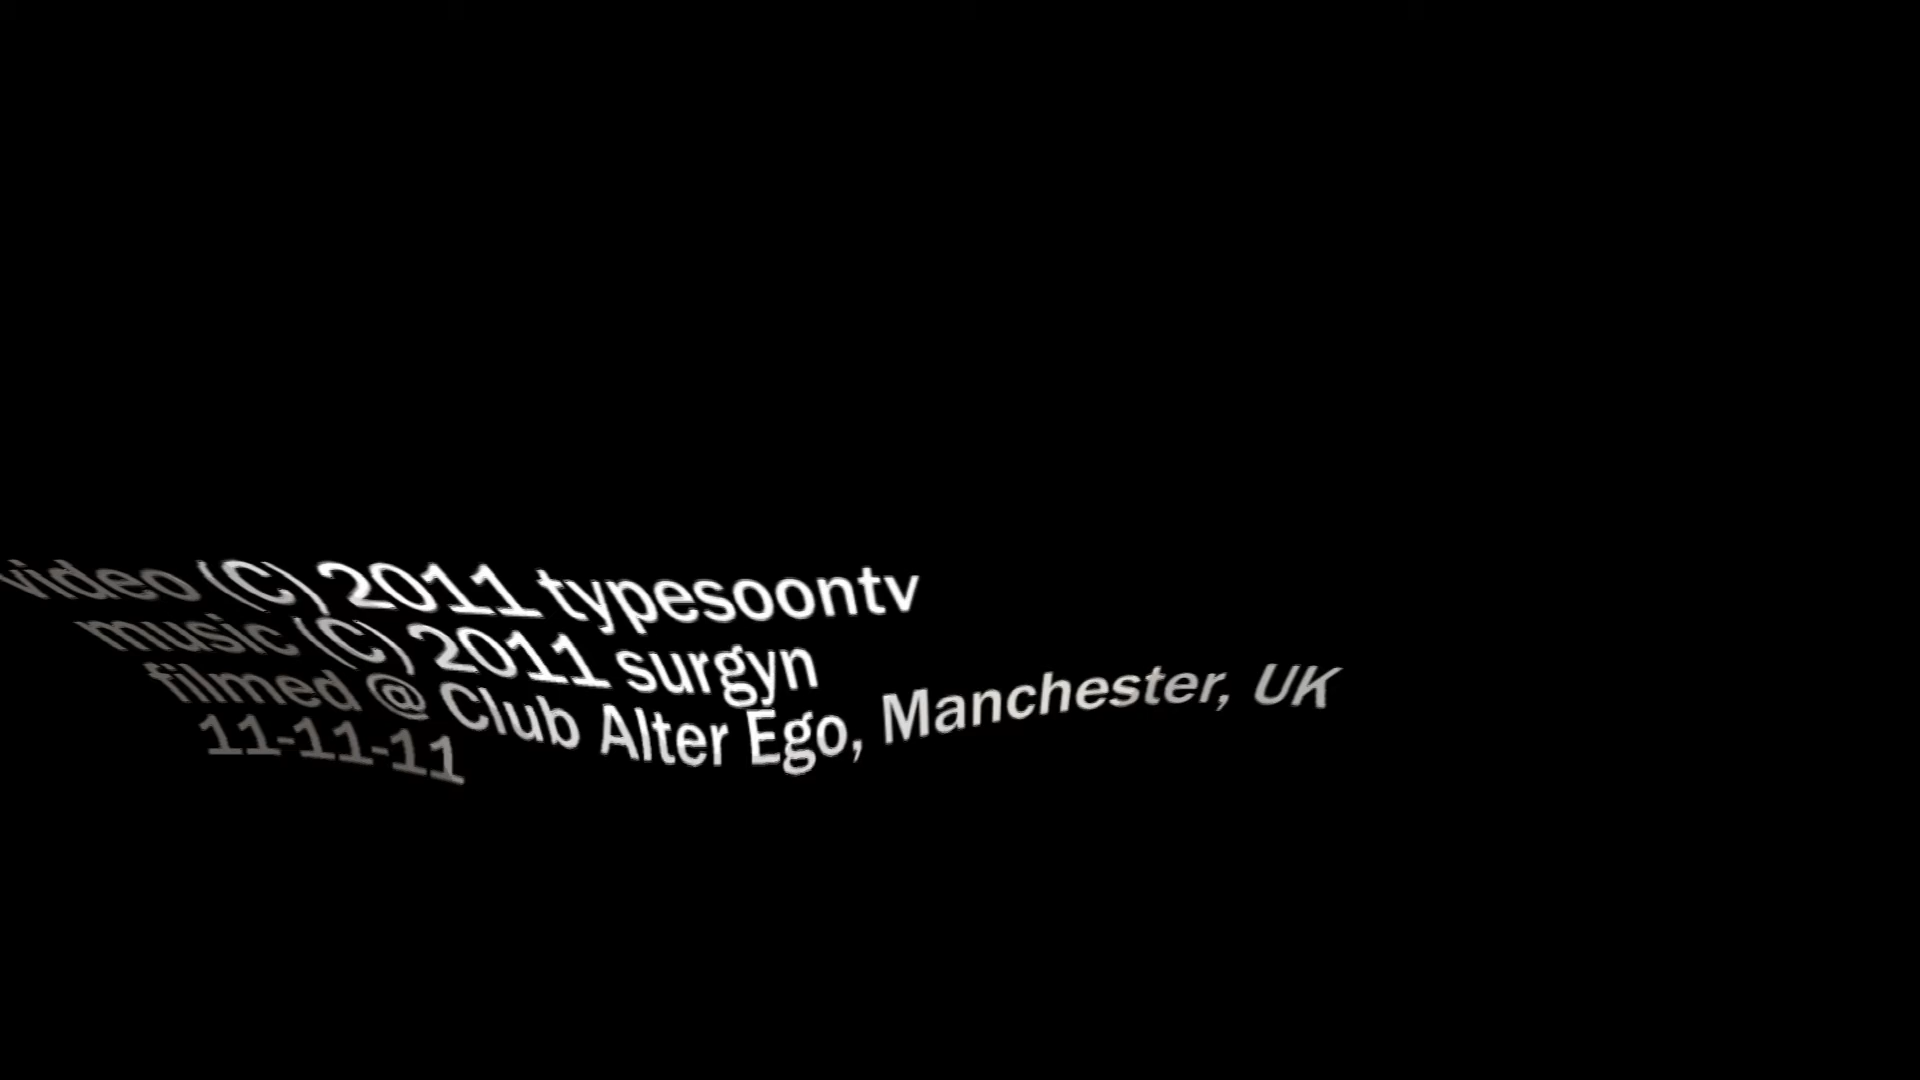 video (C) 2011 typesoontv
music (C) 2011 surgyn
filmed @ Club Alter Ego, Manchester, UK
11-11-11